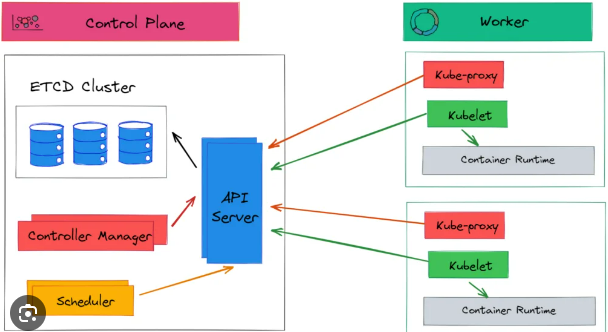 Control Plane
Worker
ETCD Cluster
API
Server
Controller Manager
Scheduler
Kube-proxy
Kubelet
Container Runtime
Kube-proxy
Kubelet
Container Runtime